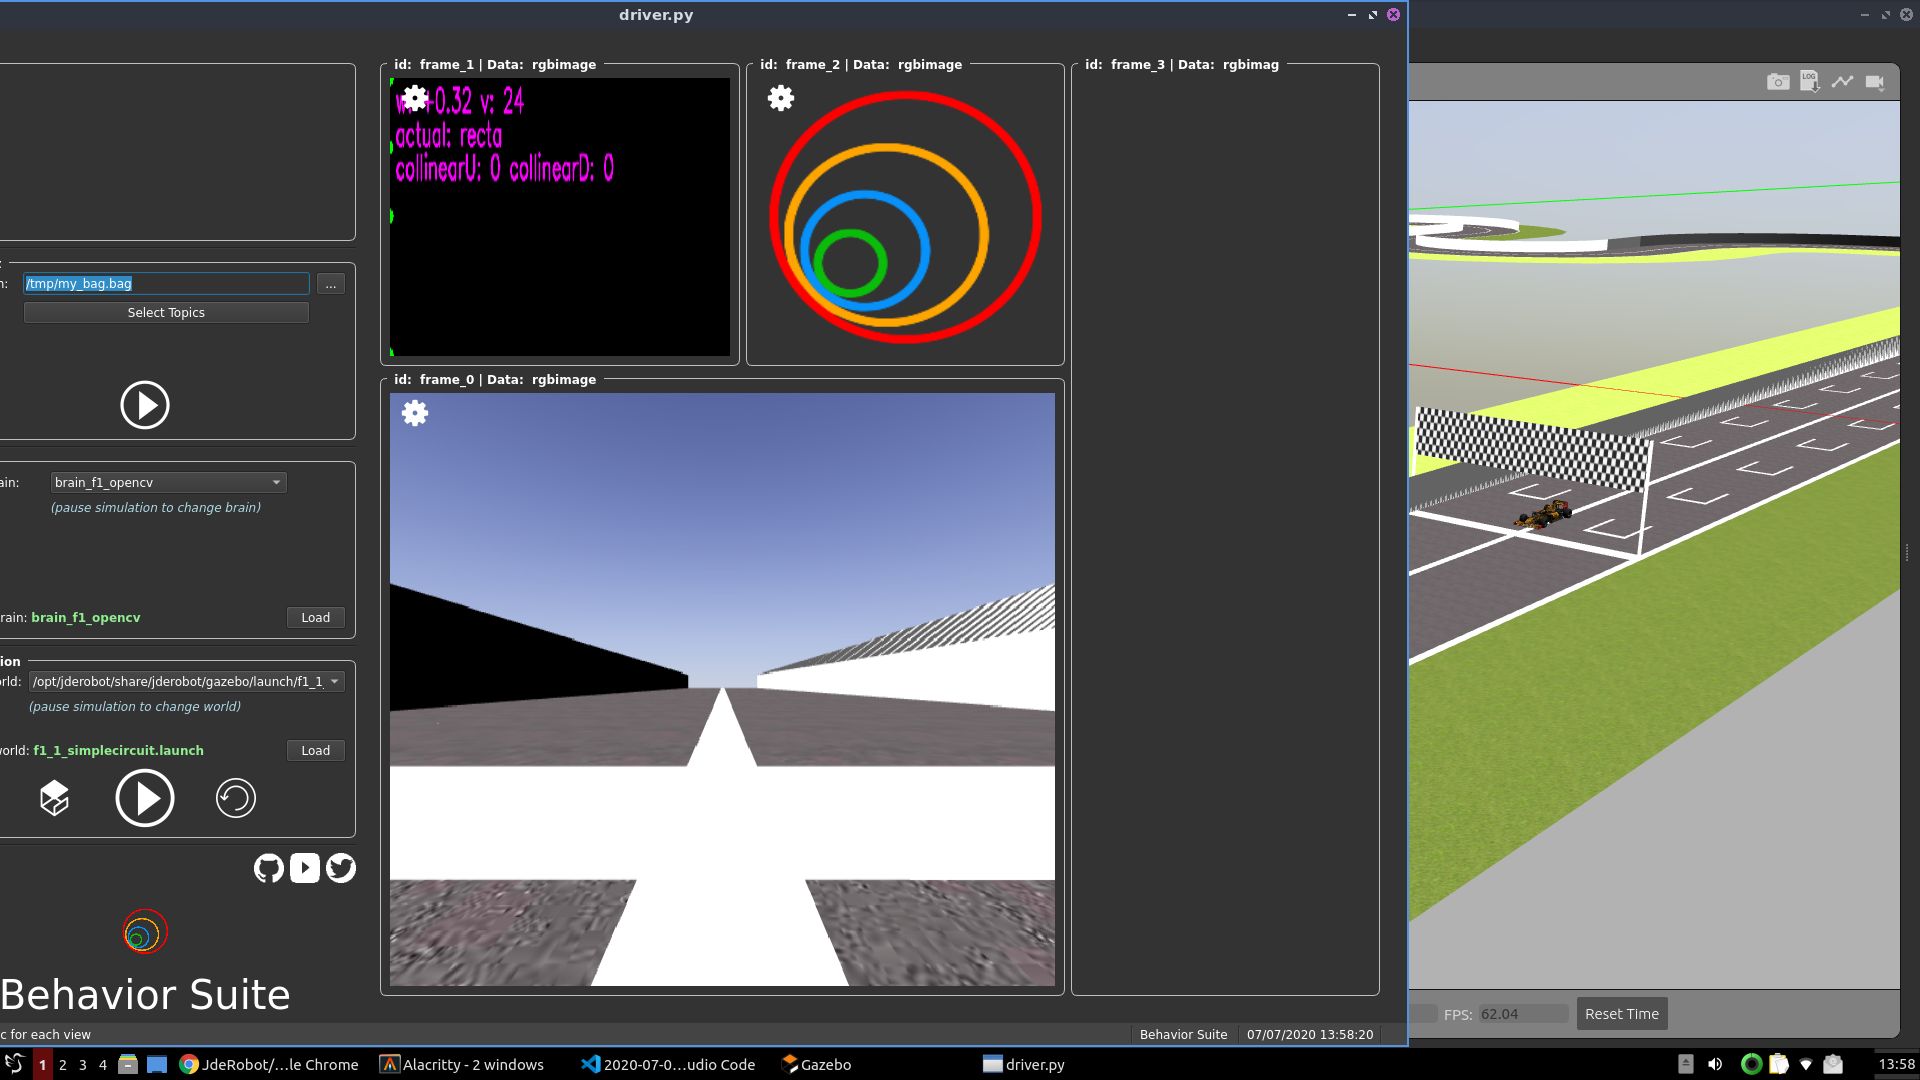 driver.py
id: frame_1 | Data: rgbimage
0.32 v: 24
actual: recta
collinearU: 0 collinearD: 0
id: frame_2 | Data: rgbimage
id: frame_3 | Data: rgbimag
LOG
n:
/tmp/my_bag.bag
...
Select Topics
id: frame_0 | Data: rgbimage
ain:
brain_f1_opencv
(pause simulation to change brain)
rain: brain_f1_opencv
Load
ion
rld:
/opt/jderobot/share/jderobot/gazebo/launch/f1_1
(pause simulation to change world)
world: f1_1_simplecircuit.launch
Load
Behavior Suite
c for each view
Behavior Suite
07/07/2020 13:58:20
FPS: 62.04
Reset Time
1 2 3 4
JdeRobot/...le Chrome
Alacritty - 2 windows
2020-07-0...udio Code
Gazebo
driver.py
13:58